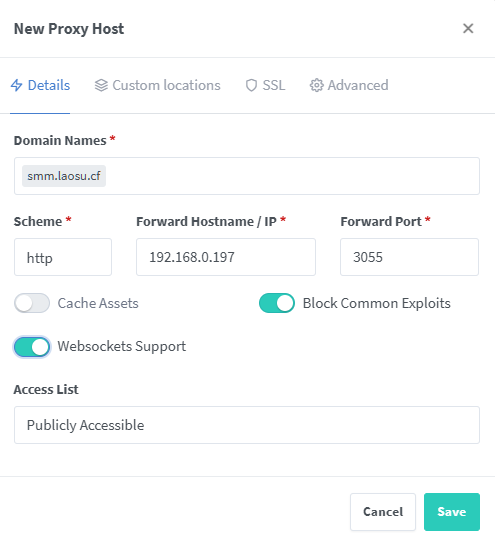 New Proxy Host ×
Details Custom locations SSL Advanced
Domain Names *
smm.laosu.cf
Scheme * Forward Hostname / IP * Forward Port *
http 192.168.0.197 3055
Cache Assets Block Common Exploits
Websockets Support
Access List
Publicly Accessible
Cancel Save